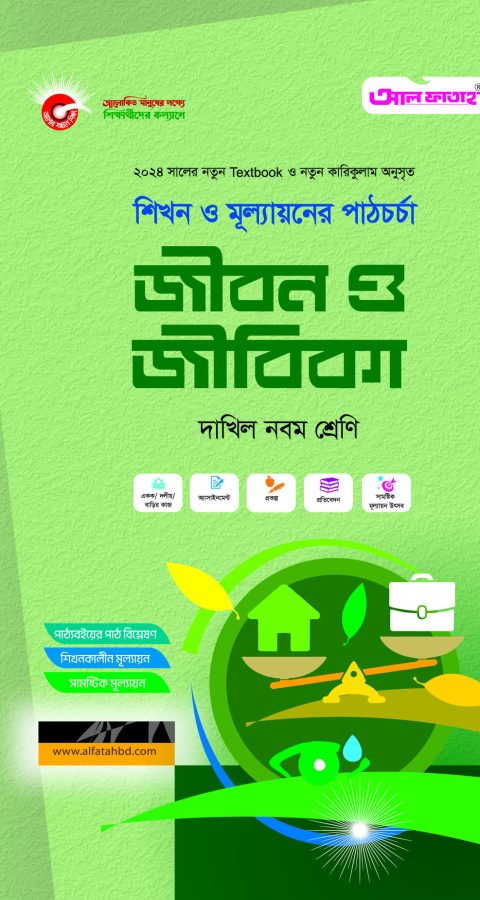 আলোকিত মানুষের লক্ষ্যে
শিক্ষার্থীদের কল্যাণে
আল ফাতাহ®
২০২৪ সালের নতুন Textbook ও নতুন কারিকুলাম অনুসৃত
শিখন ও মূল্যায়নের পাঠচর্চা
জীবন ও
জীবিকা
দাখিল নবম শ্রেণি
একক/ দলীয়/
বাড়ির কাজ
অ্যাসাইনমেন্ট
প্রকল্প
প্রতিবেদন
সামষ্টিক
মূল্যায়ন উৎসব
পাঠ্যবইয়ের পাঠ বিশ্লেষণ
শিখনকালীন মূল্যায়ন
সামষ্টিক মূল্যায়ন
www.alfatahbd.com